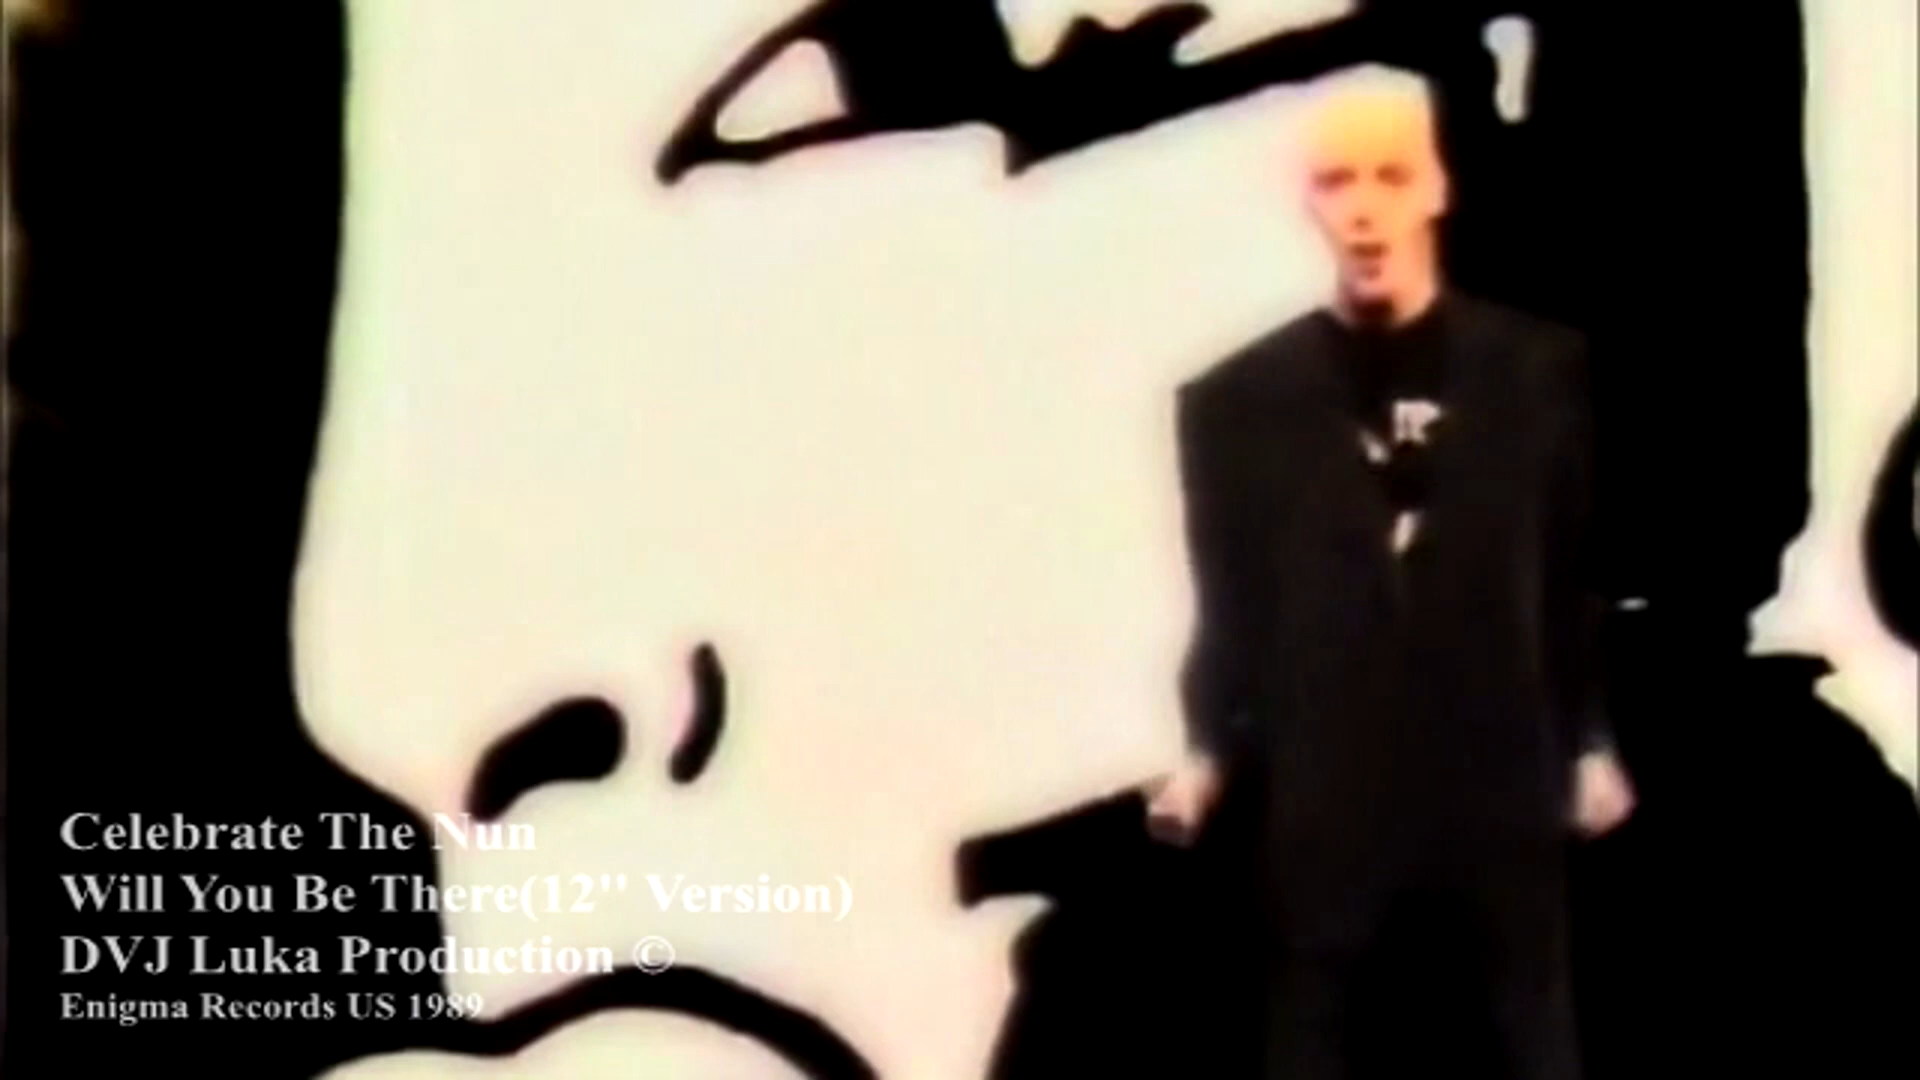 Celebrate The Nun
Will You Be There(12" Version)
DVJ Luka Production ©
Enigma Records US 1989